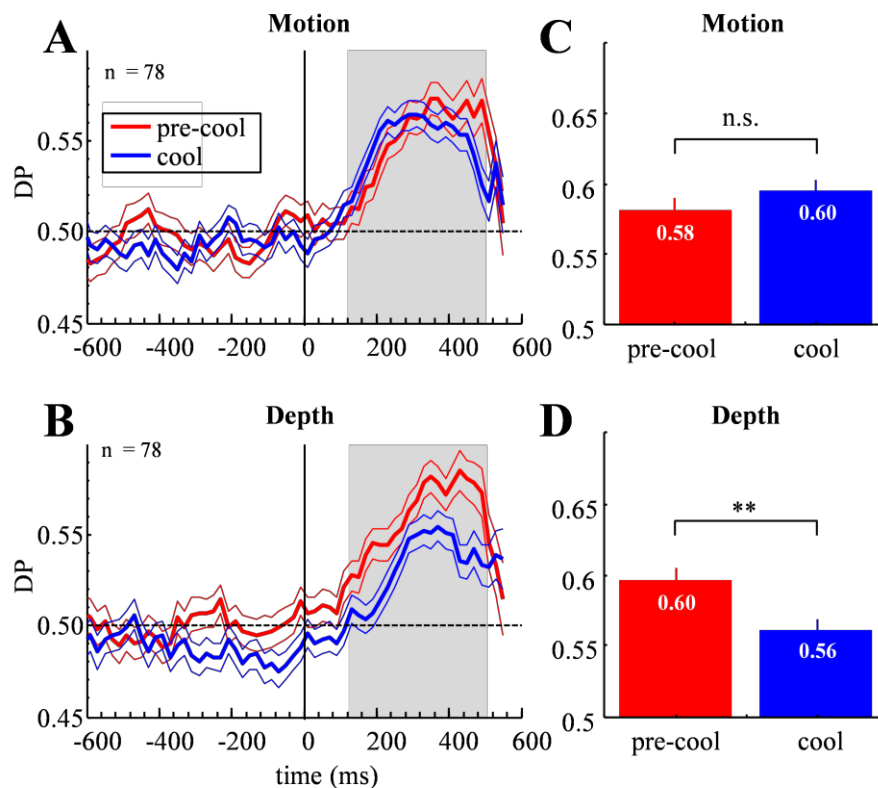 A
n = 78
pre-cool
cool
DP
0.55
0.50
0.45
-600
-400
-200
0
200
400
600
C
Motion
Motion
0.65
0.6
0.55
0.5
n.s.
0.58
0.60
pre-cool
cool
B
Depth
n = 78
DP
0.55
0.50
0.45
-600
-400
-200
0
200
400
600
time (ms)
D
Depth
0.65
0.6
0.55
0.5
**
0.60
0.56
pre-cool
cool